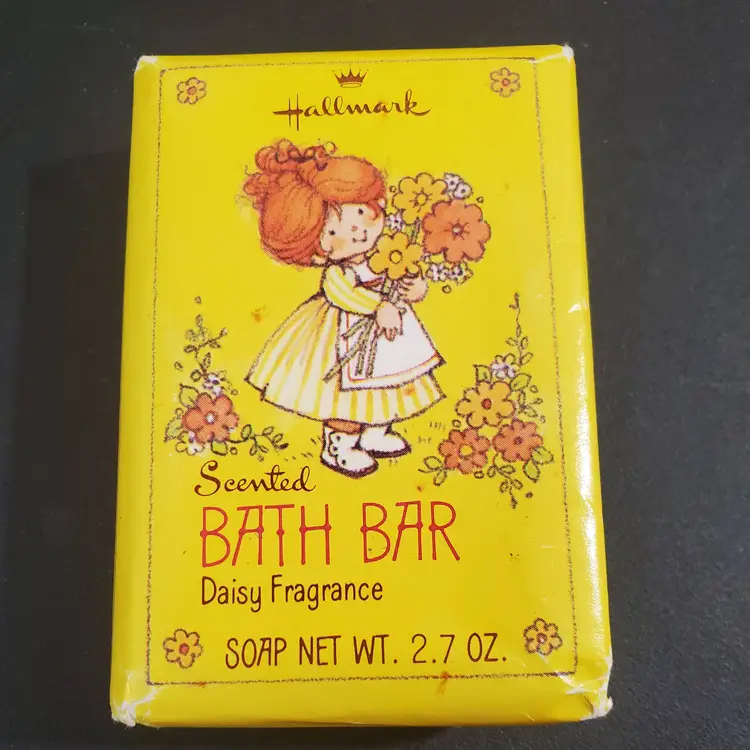 Hallmark
Scented
BATH BAR
Daisy Fragrance
SOAP NET WT. 2.7 OZ.